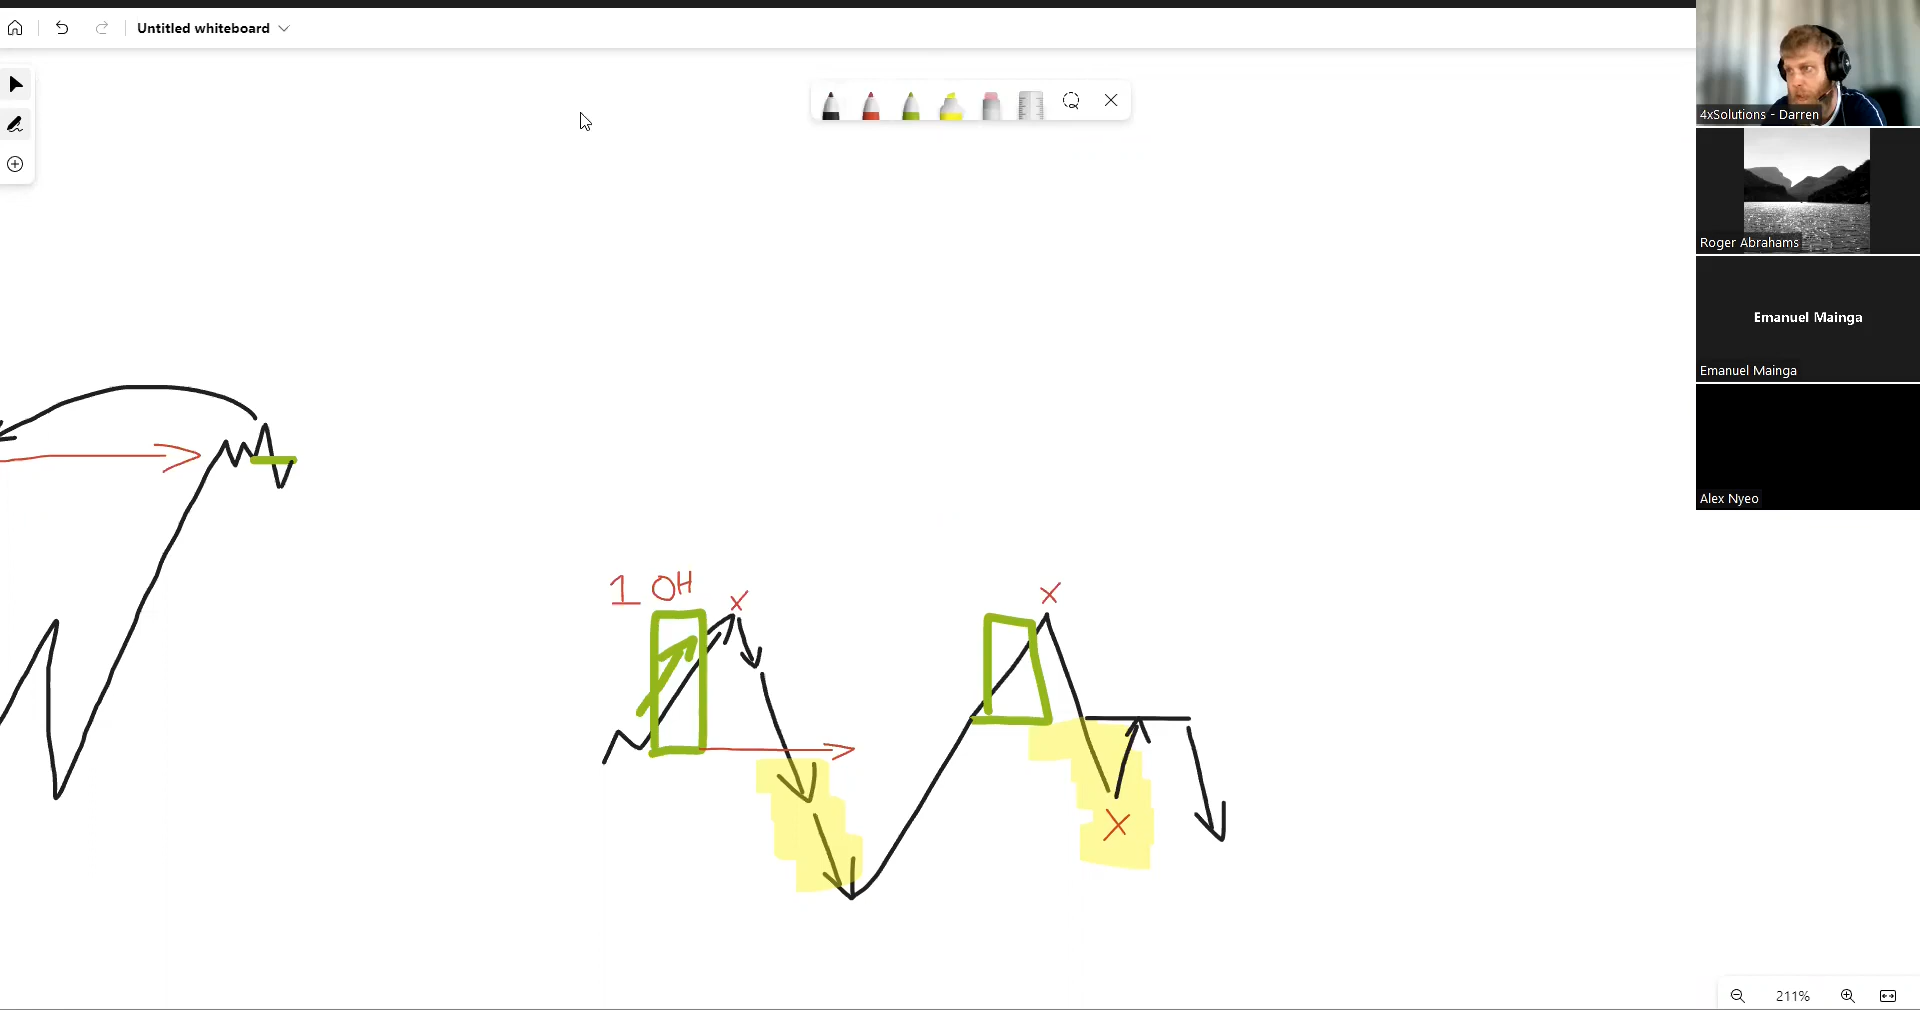 Untitled whiteboard
4xSolutions - Darren
Roger Abrahams
Emanuel Mainga
Emanuel Mainga
Alex Nyeo
1 OH
X
X
X
211%